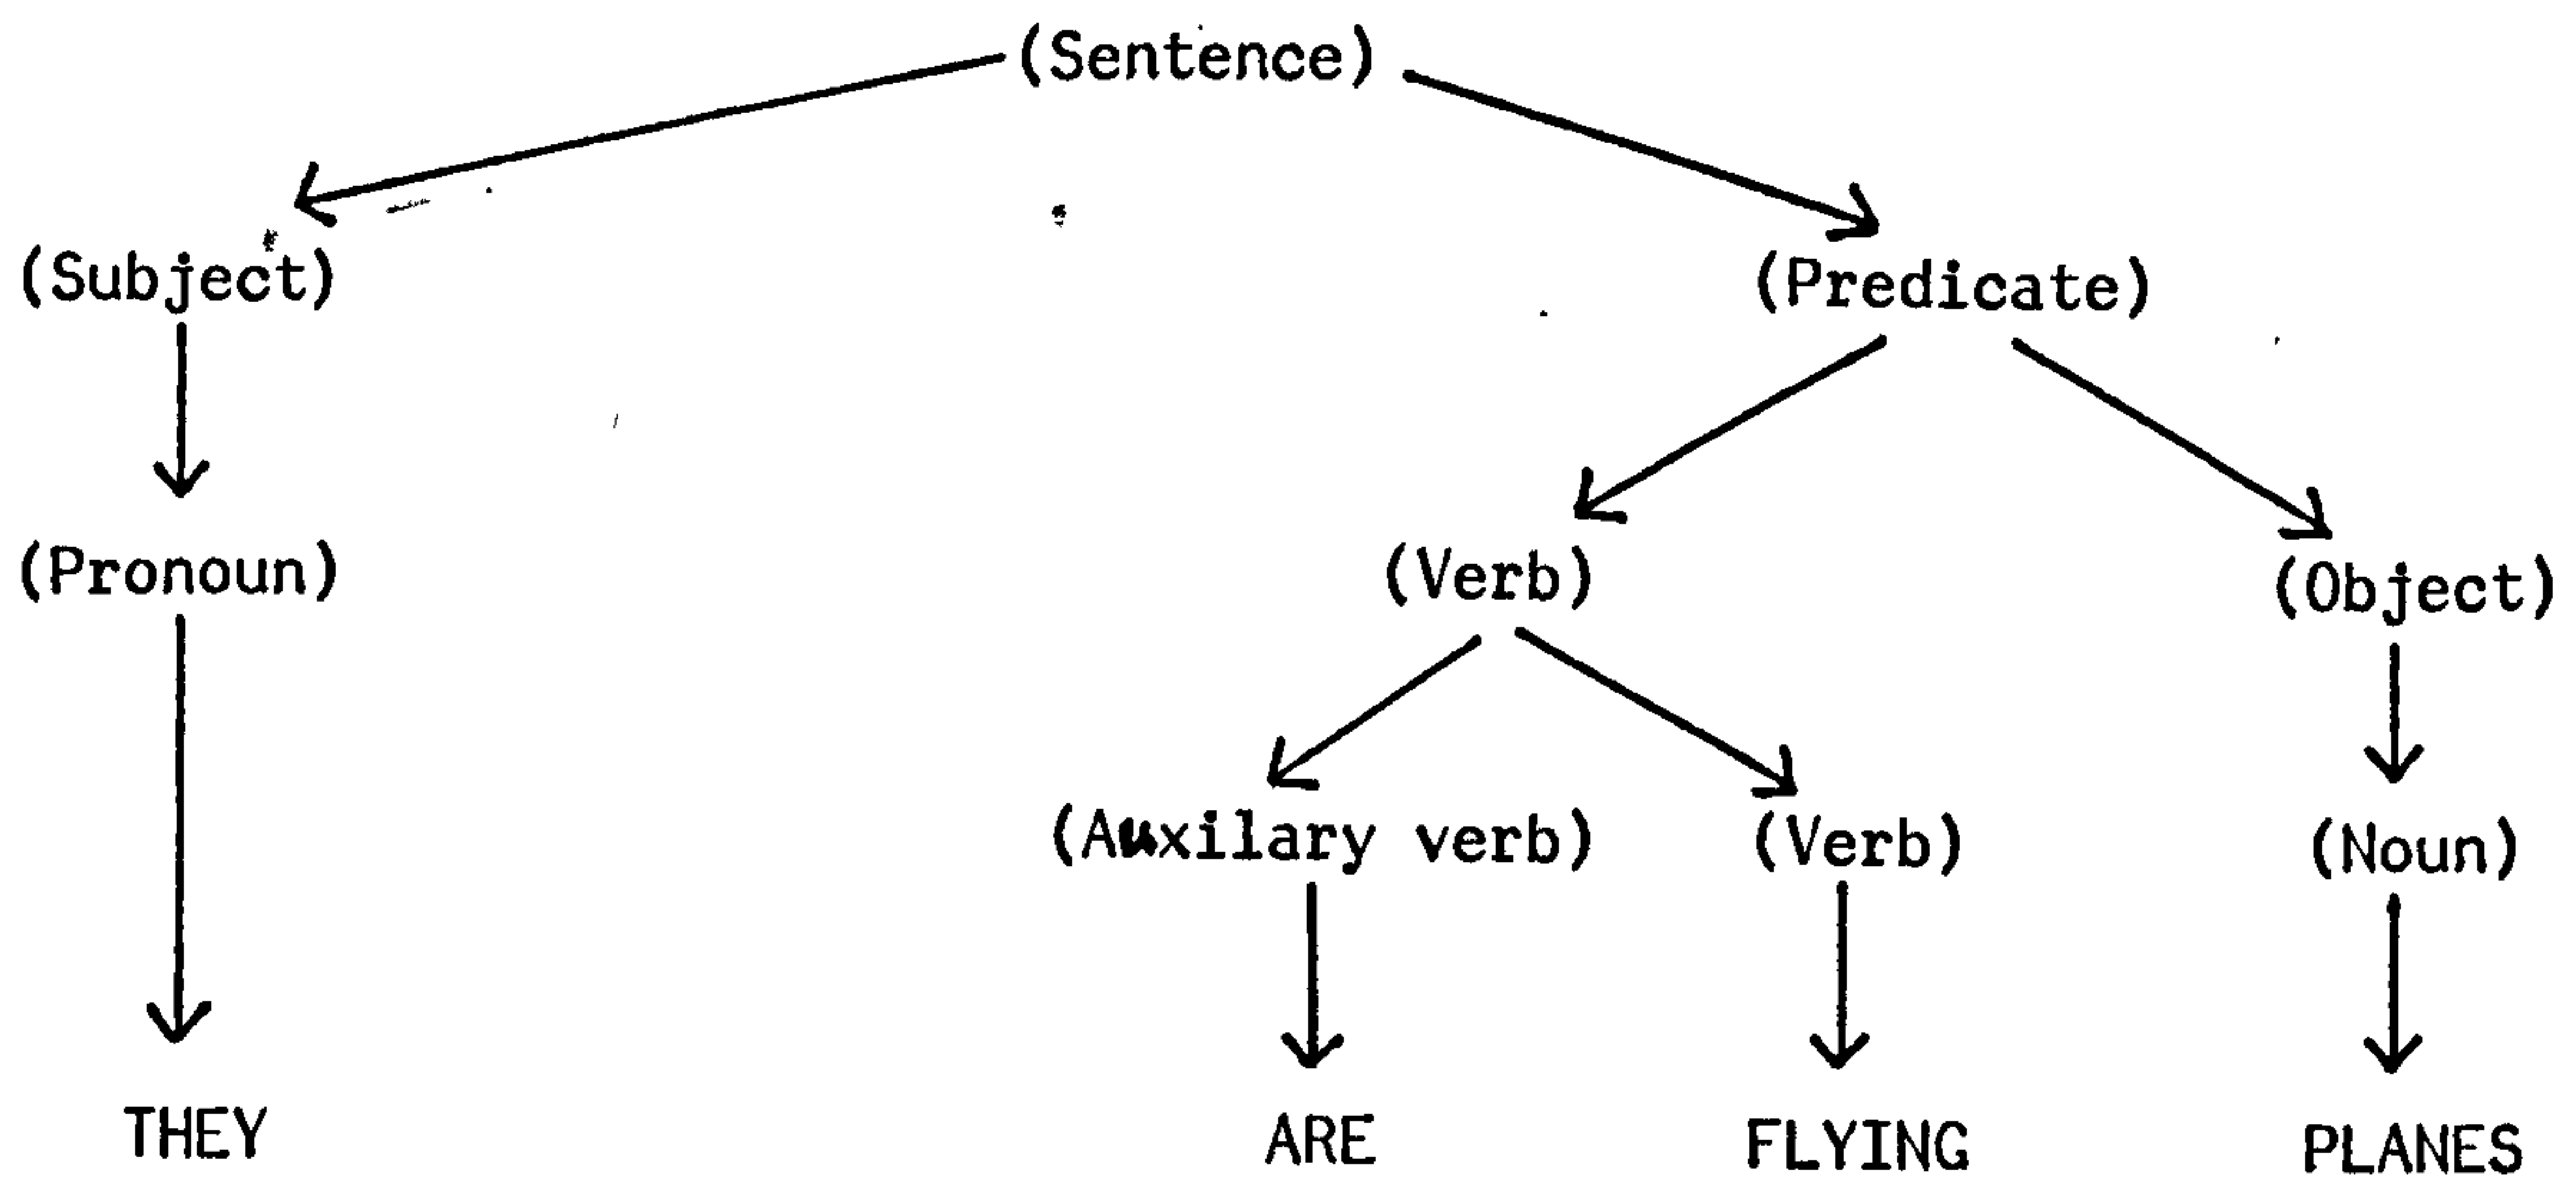 (Sentence)
(Subject) (Predicate)
(Pronoun) (Verb) (Object)
(Auxilary verb) (Verb) (Noun)
THEY ARE FLYING PLANES